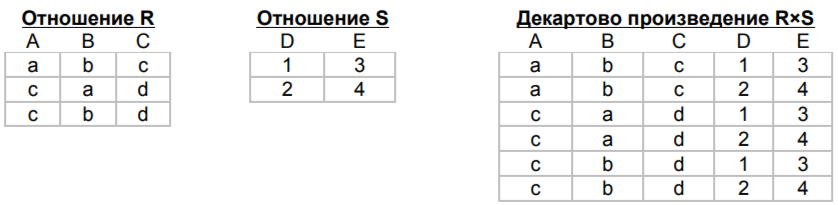 Отношение R Отношение S Декартово произведение R×S
A B C D E A B C D E
a b c 1 3 a b c 1 3
c a d 2 4 a b c 2 4
c b d c a d 1 3
c a d 2 4
c b d 1 3
c b d 2 4